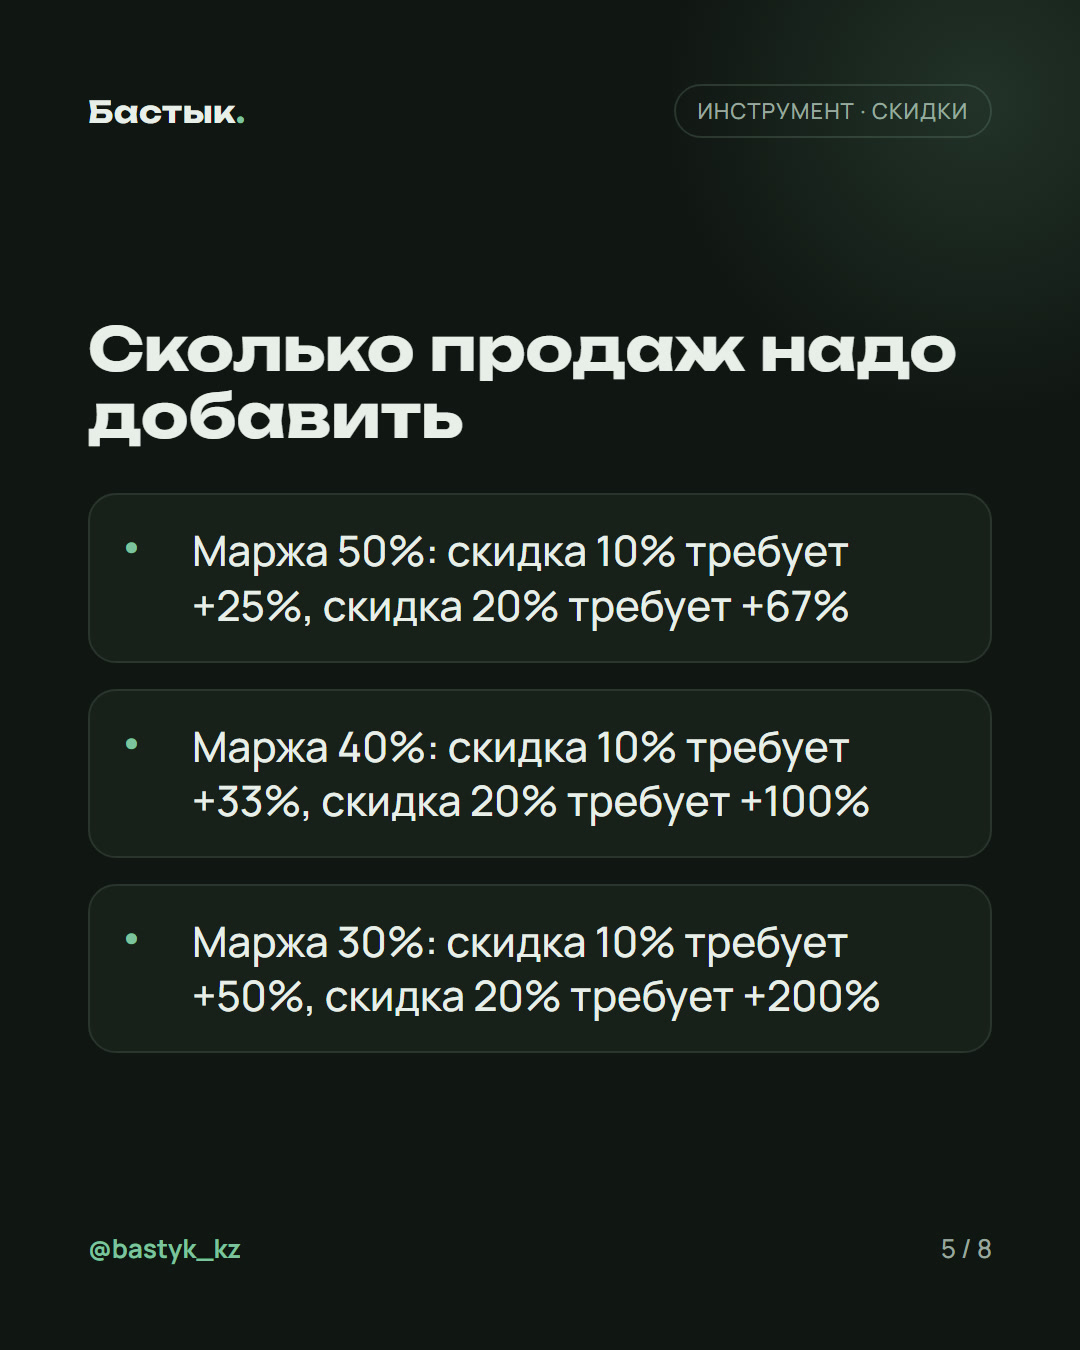 Бастык.
ИНСТРУМЕНТ · СКИДКИ
Сколько продаж надо
добавить
• Маржа 50%: скидка 10% требует
+25%, скидка 20% требует +67%
• Маржа 40%: скидка 10% требует
+33%, скидка 20% требует +100%
• Маржа 30%: скидка 10% требует
+50%, скидка 20% требует +200%
@bastyk_kz
5 / 8